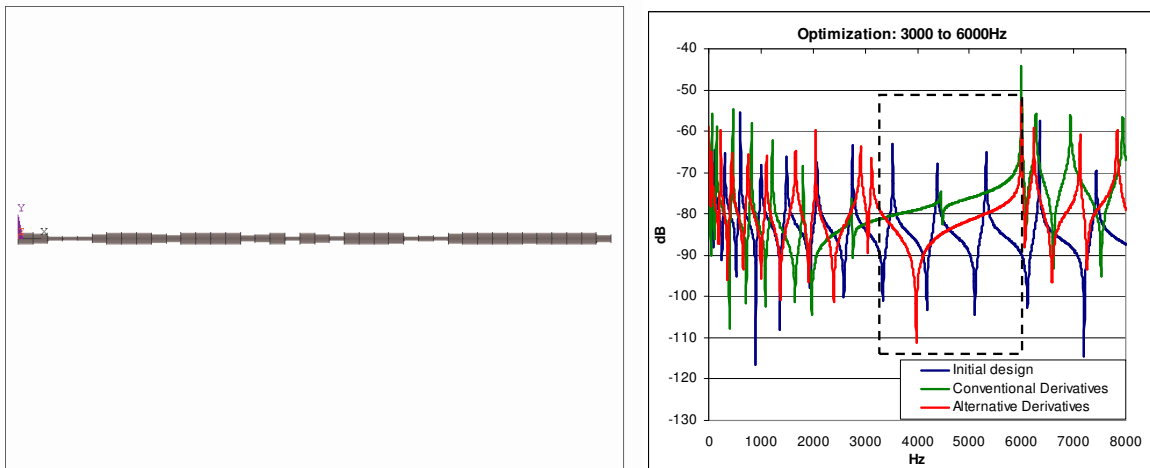 Y
X
Optimization: 3000 to 6000Hz
-40
-50
-60
-70
-80
-90
-100
-110
-120
-130
dB
Initial design
Conventional Derivatives
Alternative Derivatives
0 1000 2000 3000 4000 5000 6000 7000 8000
Hz